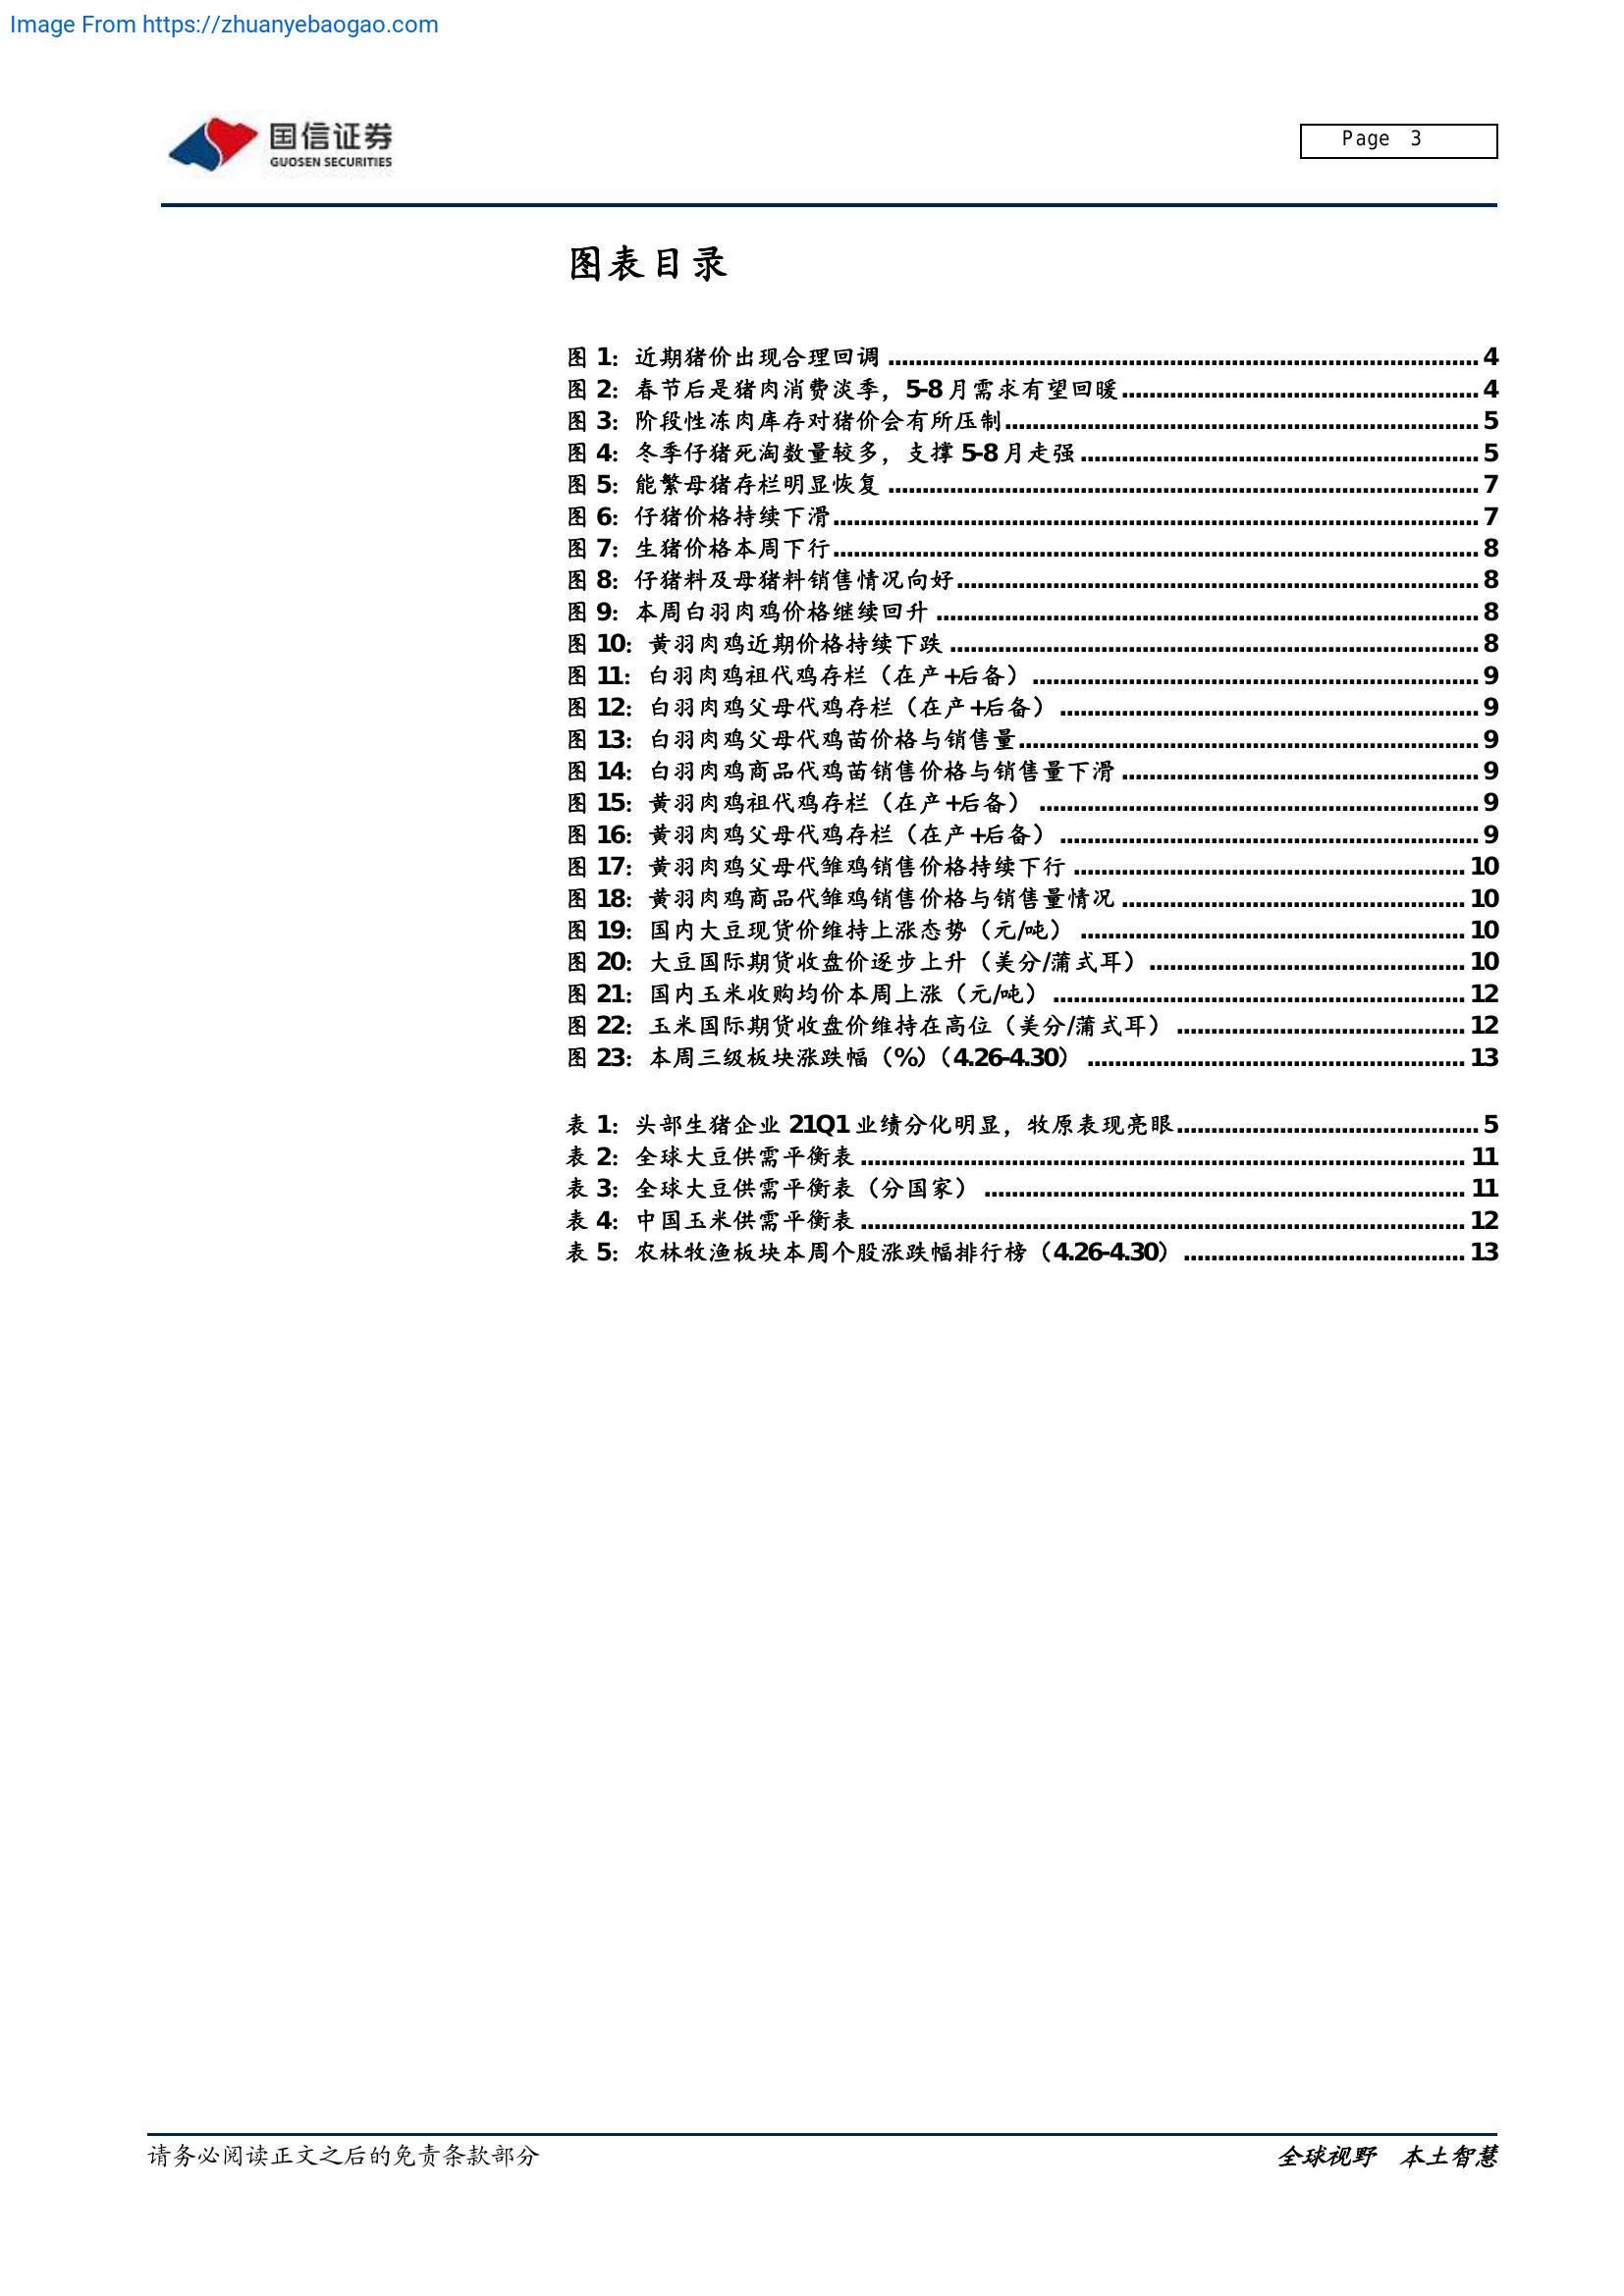 Image From https://zhuanyebaogao.com
国信证券
GUOSEN SECURITIES
Page 3
图表目录
图 1：近期猪价出现合理回调 ........ 4
图 2：春节后是猪肉消费淡季，5-8 月需求有望回暖 ........ 4
图 3：阶段性冻肉库存对猪价会有所压制 ........ 5
图 4：冬季仔猪死淘数量较多，支撑 5-8 月走强 ........ 5
图 5：能繁母猪存栏明显恢复 ........ 7
图 6：仔猪价格持续下滑 ........ 7
图 7：生猪价格本周下行 ........ 8
图 8：仔猪料及母猪料销售情况向好 ........ 8
图 9：本周白羽肉鸡价格继续回升 ........ 8
图 10：黄羽肉鸡近期价格持续下跌 ........ 8
图 11：白羽肉鸡祖代鸡存栏（在产+后备） ........ 9
图 12：白羽肉鸡父母代鸡存栏（在产+后备） ........ 9
图 13：白羽肉鸡父母代鸡苗价格与销售量 ........ 9
图 14：白羽肉鸡商品代鸡苗销售价格与销售量下滑 ........ 9
图 15：黄羽肉鸡祖代鸡存栏（在产+后备） ........ 9
图 16：黄羽肉鸡父母代鸡存栏（在产+后备） ........ 9
图 17：黄羽肉鸡父母代雏鸡销售价格持续下行 ........ 10
图 18：黄羽肉鸡商品代雏鸡销售价格与销售量情况 ........ 10
图 19：国内大豆现货价维持上涨态势（元/吨） ........ 10
图 20：大豆国际期货收盘价逐步上升（美分/蒲式耳） ........ 10
图 21：国内玉米收购均价本周上涨（元/吨） ........ 12
图 22：玉米国际期货收盘价维持在高位（美分/蒲式耳） ........ 12
图 23：本周三级板块涨跌幅（%）（4.26-4.30） ........ 13
表 1：头部生猪企业 21Q1 业绩分化明显，牧原表现亮眼 ........ 5
表 2：全球大豆供需平衡表 ........ 11
表 3：全球大豆供需平衡表（分国家） ........ 11
表 4：中国玉米供需平衡表 ........ 12
表 5：农林牧渔板块本周个股涨跌幅排行榜（4.26-4.30） ........ 13
请务必阅读正文之后的免责条款部分
全球视野 本土智慧